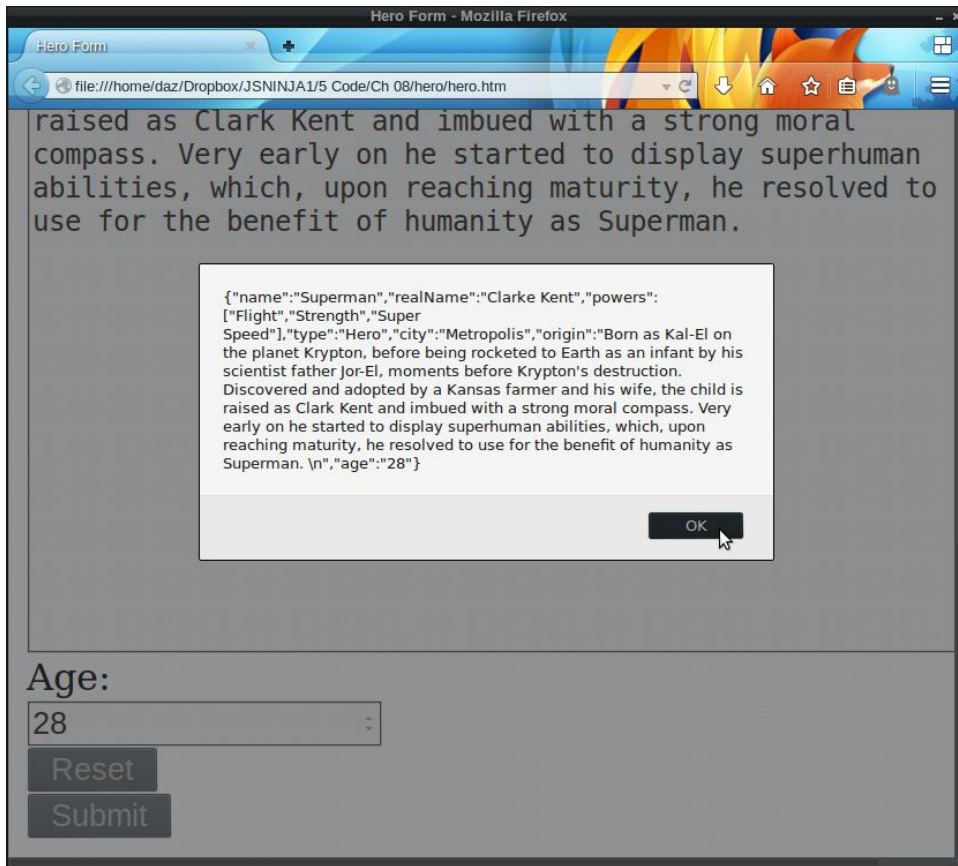 Hero Form - Mozilla Firefox
Hero Form
file:///home/daz/Dropbox/JSNINJA1/5 Code/Ch 08/hero/hero.htm
raised as Clark Kent and imbued with a strong moral
compass. Very early on he started to display superhuman
abilities, which, upon reaching maturity, he resolved to
use for the benefit of humanity as Superman.
{"name":"Superman","realName":"Clarke Kent","powers":
["Flight","Strength","Super
Speed"],"type":"Hero","city":"Metropolis","origin":"Born as Kal-El on
the planet Krypton, before being rocketed to Earth as an infant by his
scientist father Jor-El, moments before Krypton's destruction.
Discovered and adopted by a Kansas farmer and his wife, the child is
raised as Clark Kent and imbued with a strong moral compass. Very
early on he started to display superhuman abilities, which, upon
reaching maturity, he resolved to use for the benefit of humanity as
Superman. \n","age":"28"}
OK
Age:
28
Reset
Submit